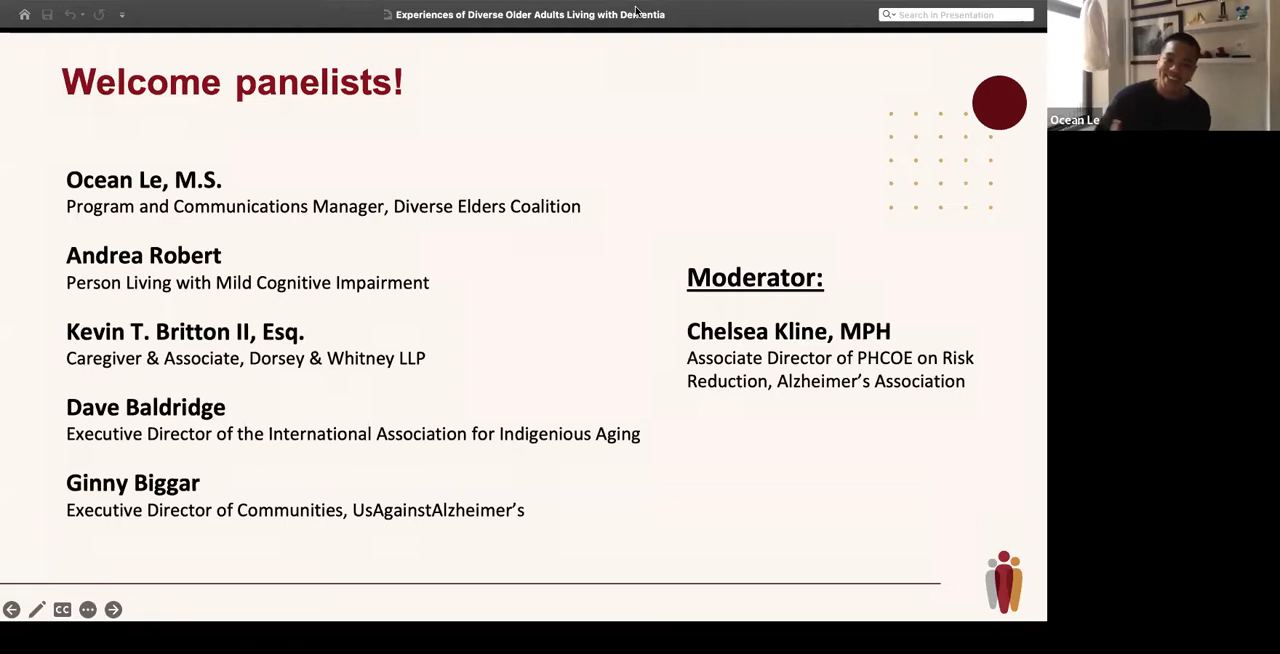 Experiences of Diverse Older Adults Living with Dementia
Search in Presentation
Welcome panelists!
Ocean Le, M.S.
Program and Communications Manager, Diverse Elders Coalition
Andrea Robert
Person Living with Mild Cognitive Impairment
Kevin T. Britton II, Esq.
Caregiver & Associate, Dorsey & Whitney LLP
Dave Baldridge
Executive Director of the International Association for Indigenious Aging
Ginny Biggar
Executive Director of Communities, UsAgainstAlzheimer’s
Moderator:
Chelsea Kline, MPH
Associate Director of PHCOE on Risk
Reduction, Alzheimer’s Association
Ocean Le
CC